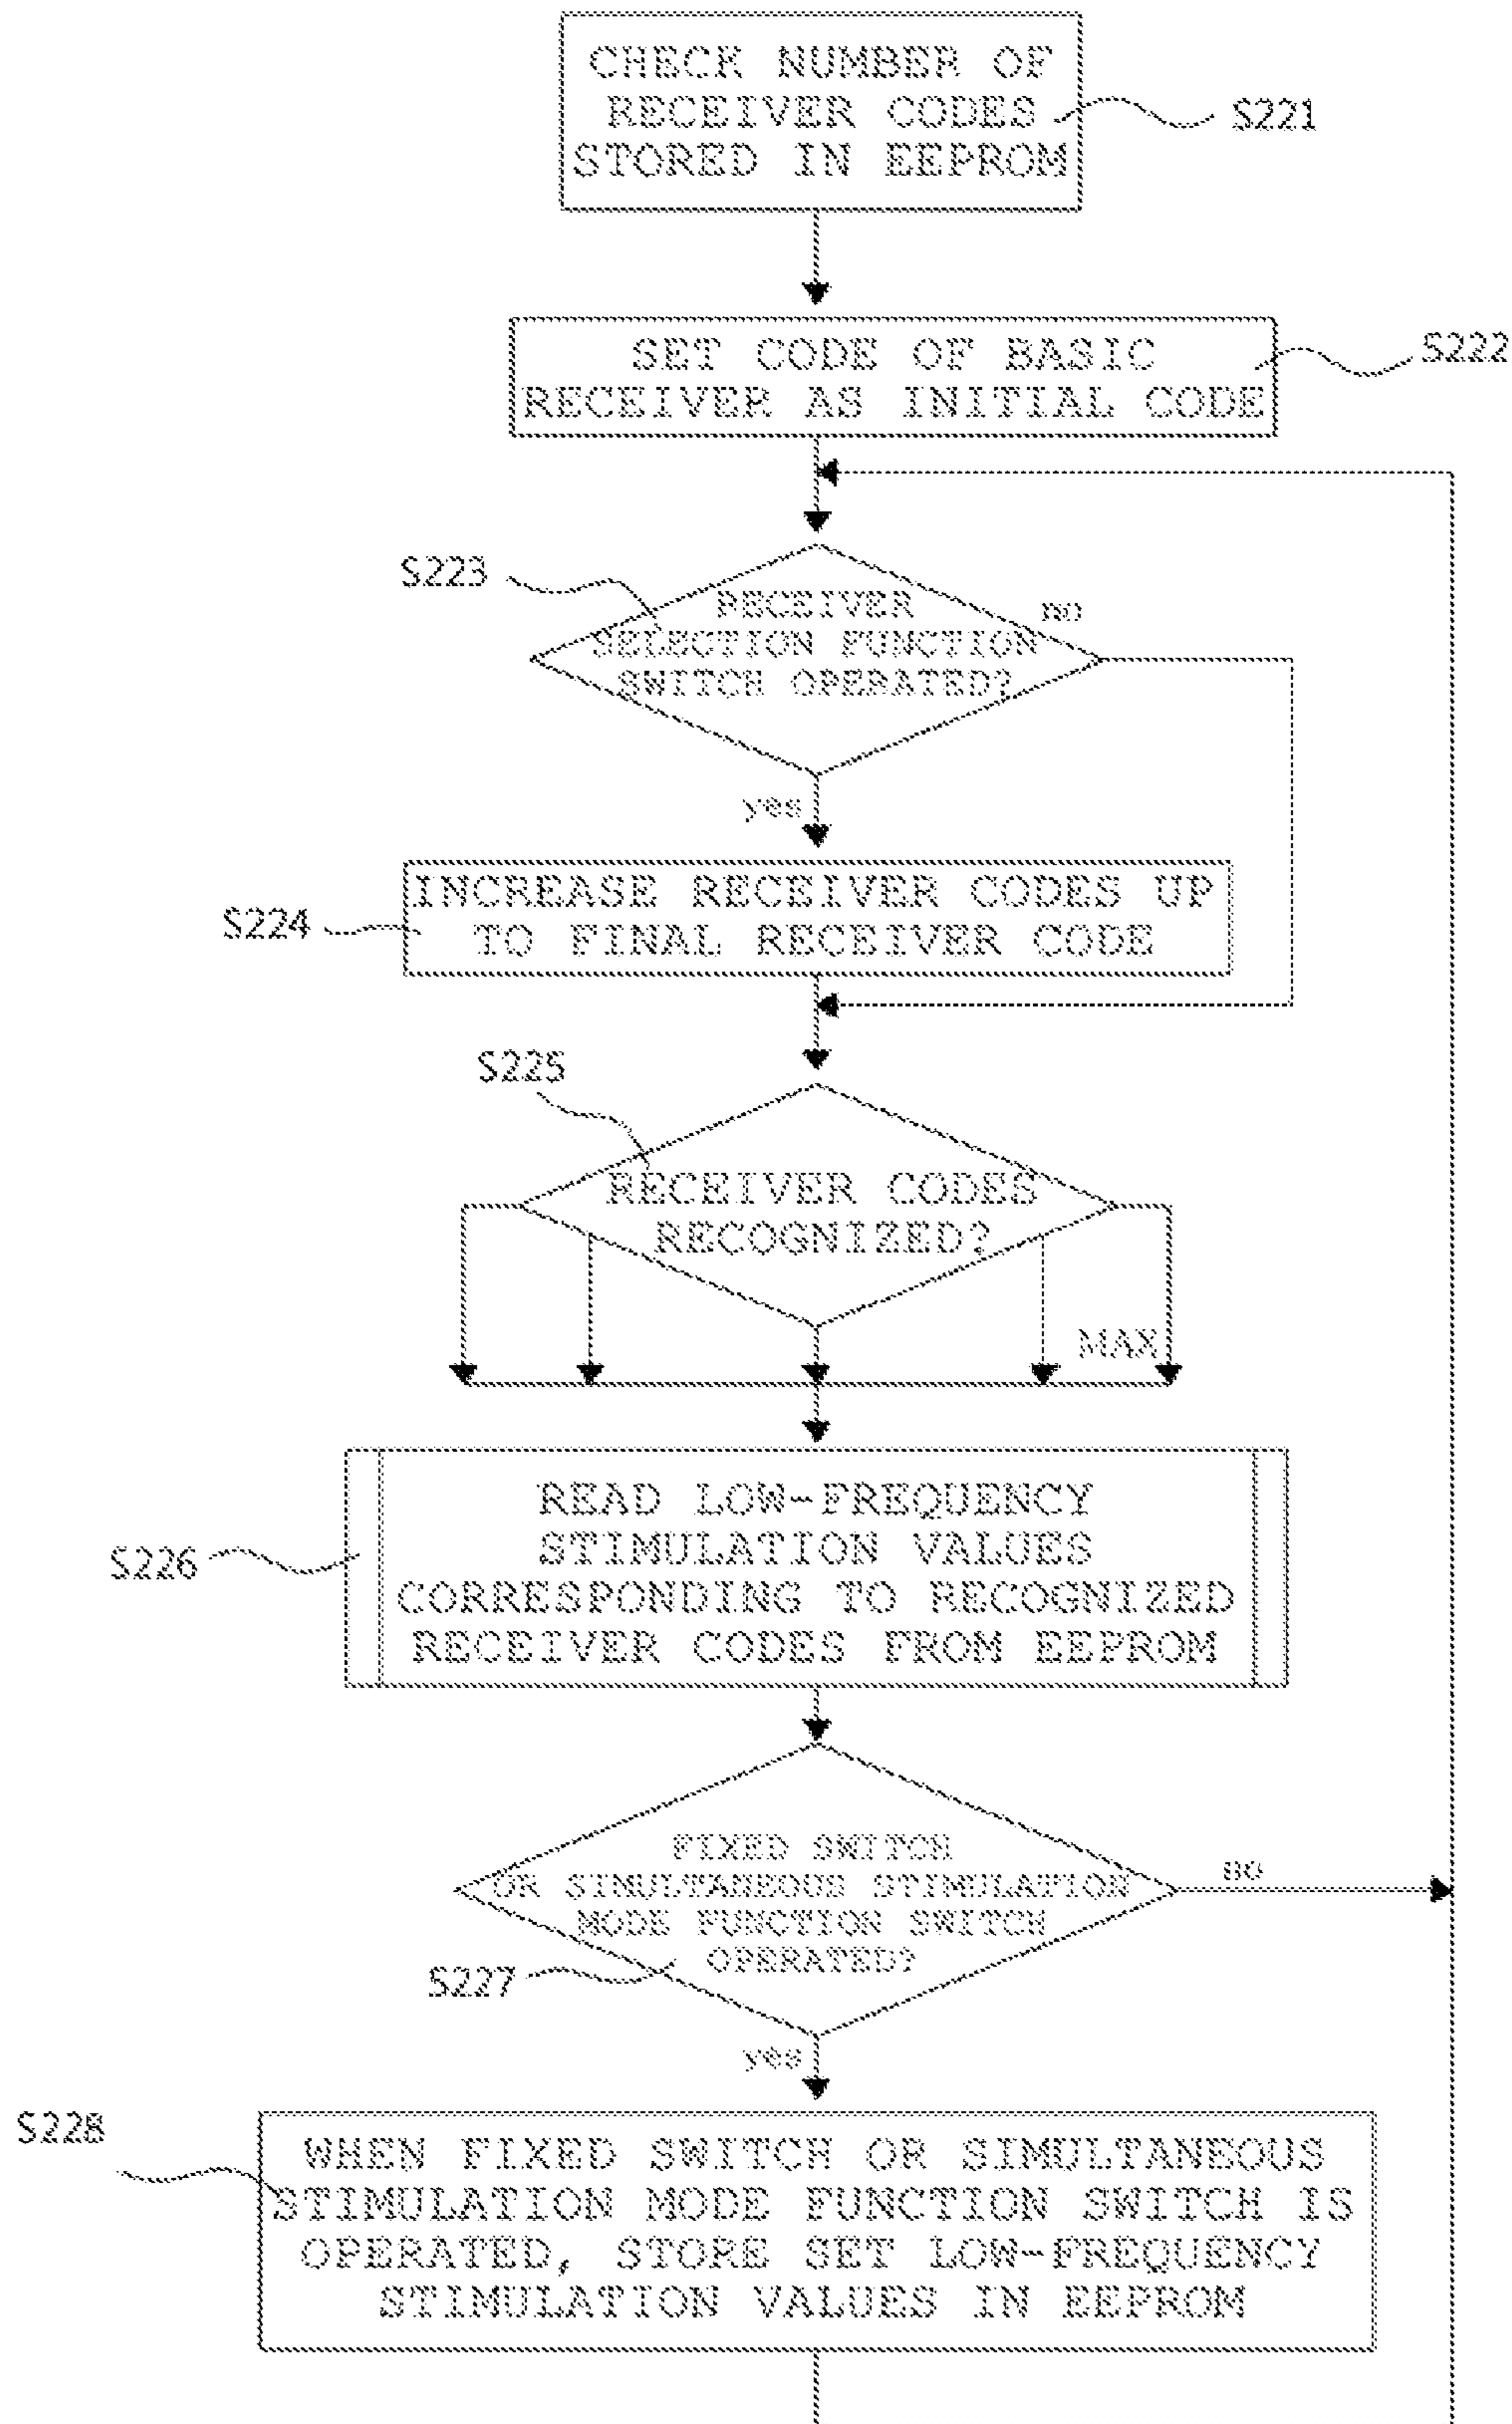 CHECK NUMBER OF
RECEIVER CODES
STORED IN EEPROM
S221
SET CODE OF BASIC
RECEIVER AS INITIAL CODE
S222
S223
RECEIVER
SELECTION FUNCTION
SWITCH OPERATED?
no
yes
INCREASE RECEIVER CODES UP
TO FINAL RECEIVER CODE
S224
S225
RECEIVER CODES
RECOGNIZED?
MAX
READ LOW-FREQUENCY
STIMULATION VALUES
CORRESPONDING TO RECOGNIZED
RECEIVER CODES FROM EEPROM
S226
FIXED SWITCH
OR SIMULTANEOUS STIMULATION
MODE FUNCTION SWITCH
OPERATED?
no
S227
yes
S228
WHEN FIXED SWITCH OR SIMULTANEOUS
STIMULATION MODE FUNCTION SWITCH IS
OPERATED, STORE SET LOW-FREQUENCY
STIMULATION VALUES IN EEPROM